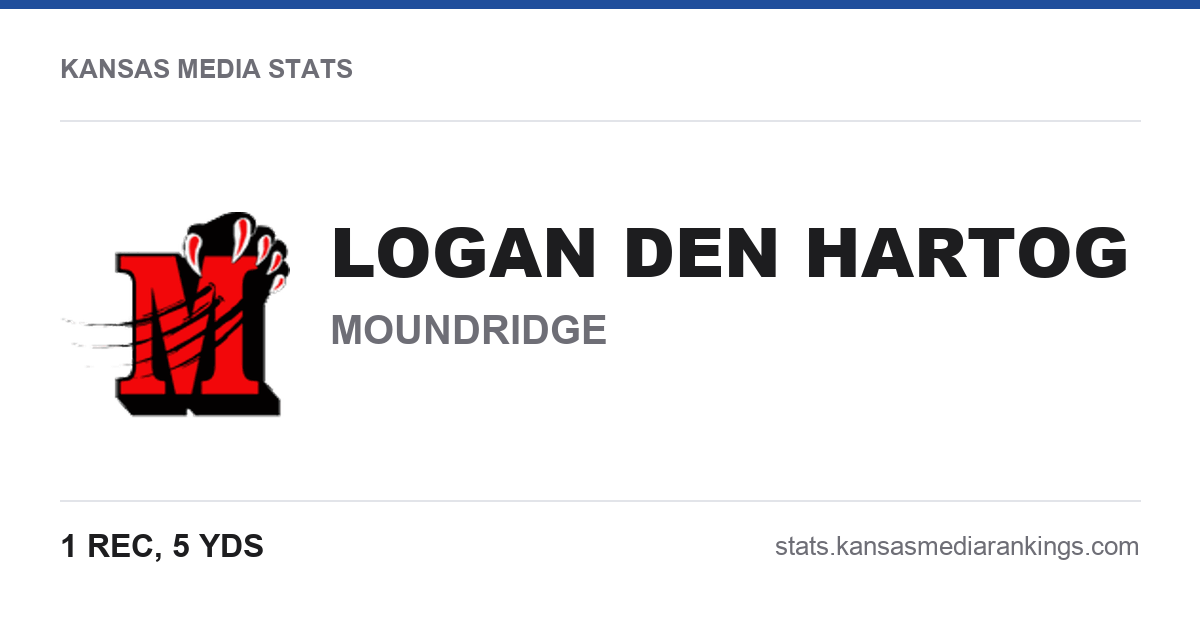 KANSAS MEDIA STATS
M
LOGAN DEN HARTOG
MOUNDRIDGE
1 REC, 5 YDS
stats.kansasmediarankings.com